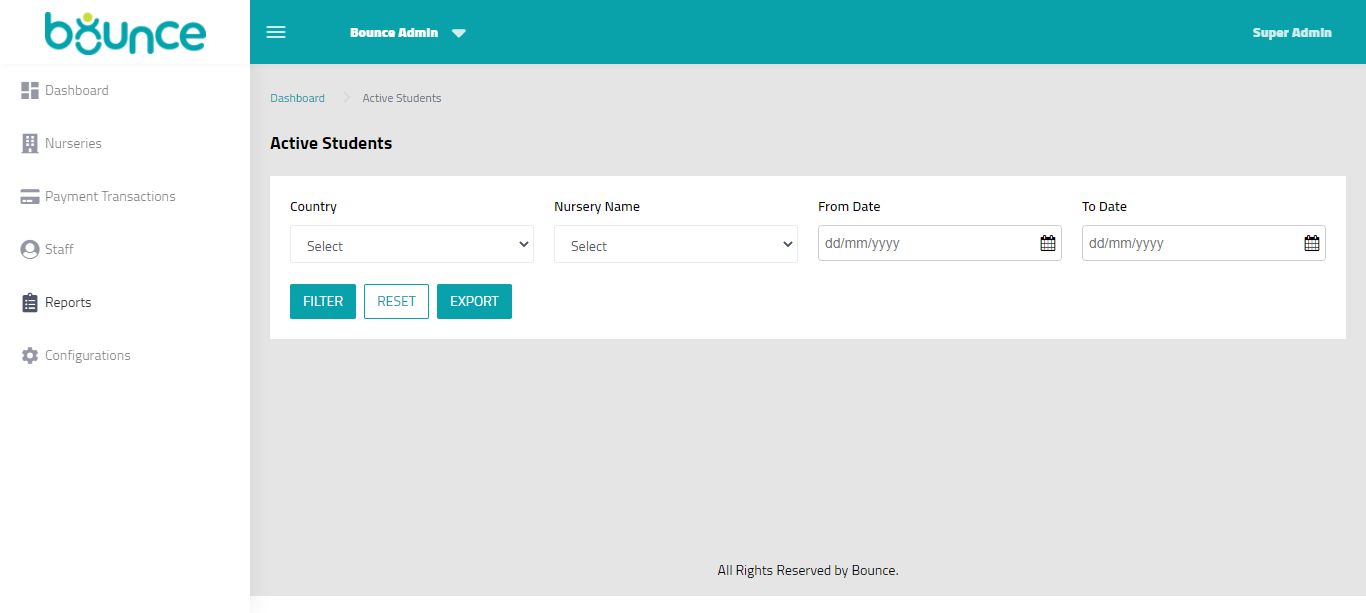 bounce
Bounce Admin
Super Admin
Dashboard
Nurseries
Payment Transactions
Staff
Reports
Configurations
Dashboard
Active Students
Active Students
Country
Nursery Name
From Date
To Date
Select
Select
dd/mm/yyyy
dd/mm/yyyy
FILTER
RESET
EXPORT
All Rights Reserved by Bounce.